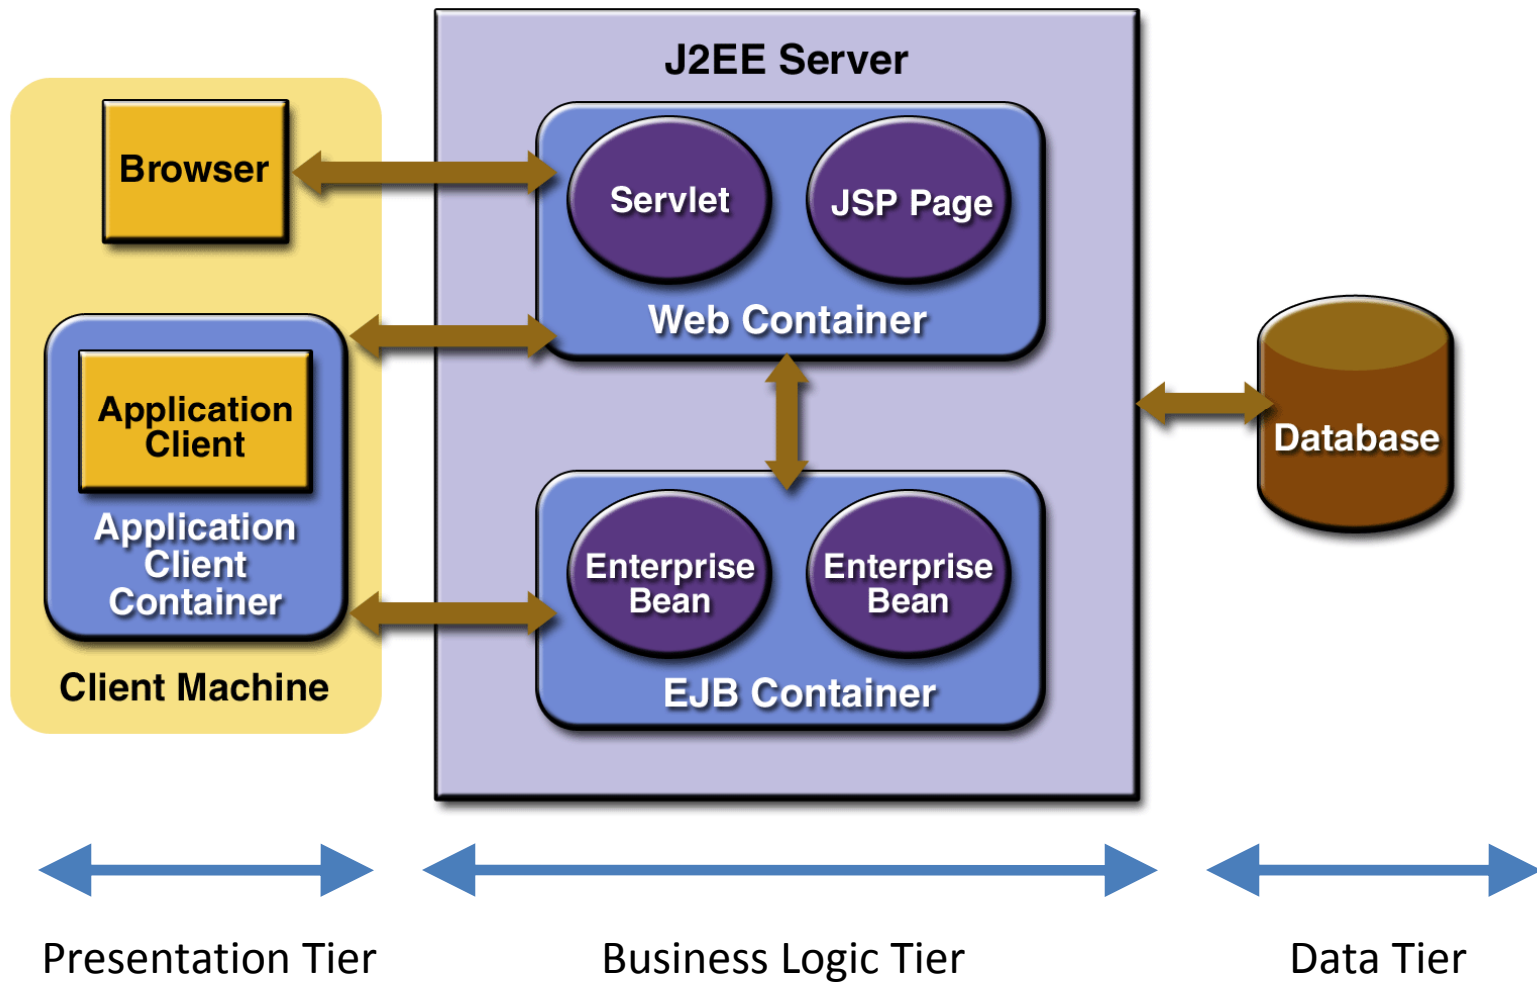 J2EE Server
Browser
Servlet
JSP Page
Web Container
Application
Client
Application
Client
Container
Client Machine
Enterprise
Bean
Enterprise
Bean
EJB Container
Database
Presentation Tier
Business Logic Tier
Data Tier